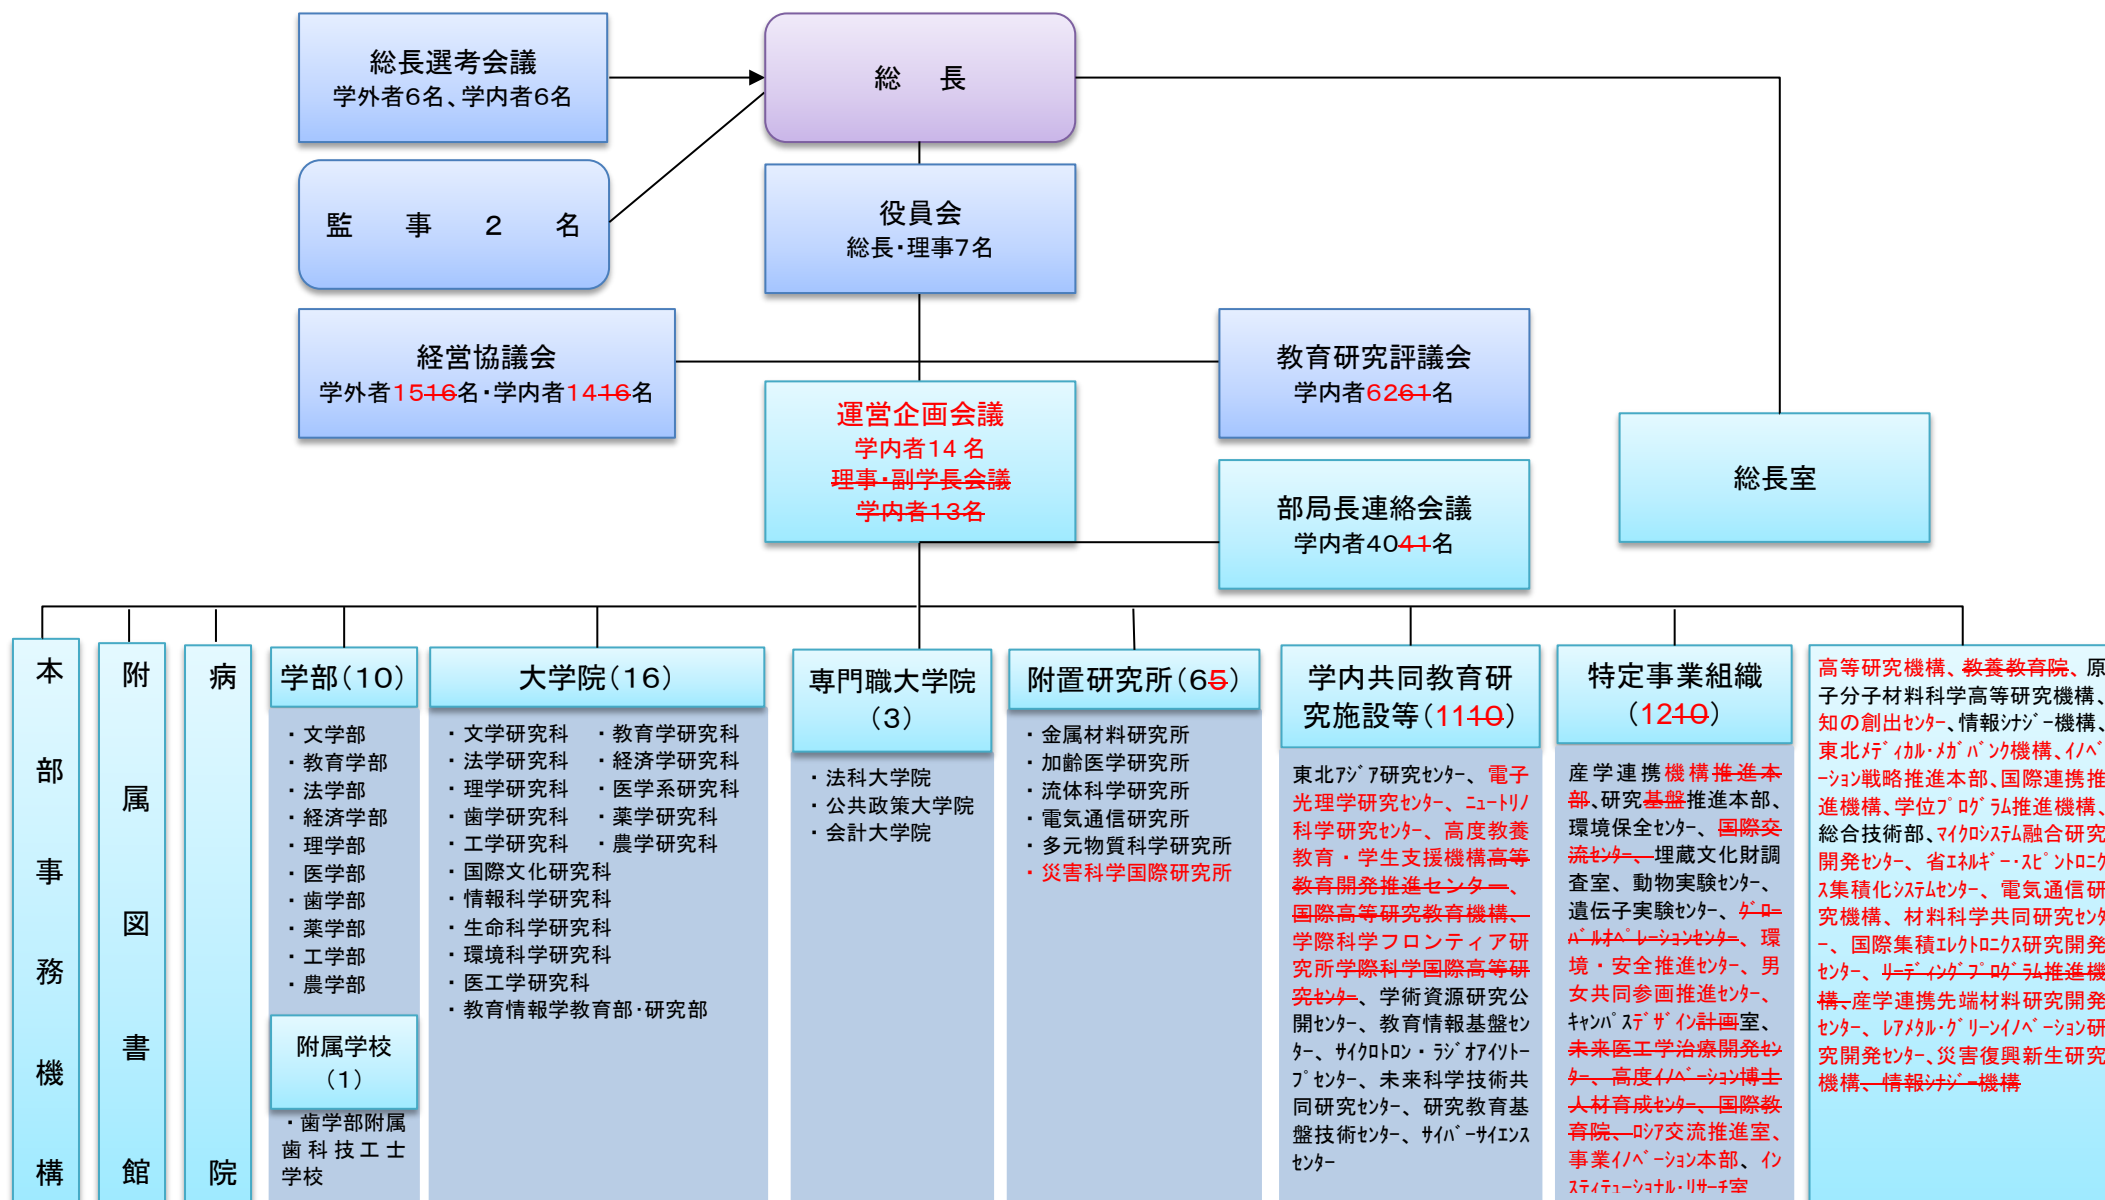 総長選考会議
学外者6名、学内者6名
総　長
監　事　2　名
役員会
総長・理事7名
経営協議会
学外者1516名・学内者1416名
教育研究評議会
学内者6261名
運営企画会議
学内者14 名
理事・副学長会議
学内者13名
部局長連絡会議
学内者4041名
総長室
本部事務機構
附属図書館
病院
学部(10)
・文学部
・教育学部
・法学部
・経済学部
・理学部
・医学部
・歯学部
・薬学部
・工学部
・農学部
附属学校
(1)
・歯学部附属
歯科技工士
学校
大学院(16)
・文学研究科　・教育学研究科
・法学研究科　・経済学研究科
・理学研究科　・医学系研究科
・歯学研究科　・薬学研究科
・工学研究科　・農学研究科
・国際文化研究科
・情報科学研究科
・生命科学研究科
・環境科学研究科
・医工学研究科
・教育情報学教育部・研究部
専門職大学院
(3)
・法科大学院
・公共政策大学院
・会計大学院
附置研究所(65)
・金属材料研究所
・加齢医学研究所
・流体科学研究所
・電気通信研究所
・多元物質科学研究所
・災害科学国際研究所
学内共同教育研
究施設等(1110)
東北ｱｼﾞｱ研究ｾﾝﾀｰ、電子
光理学研究ｾﾝﾀｰ、ﾆｭｰﾄﾘﾉ
科学研究ｾﾝﾀｰ、高度教養
教育・学生支援機構高等
教育開発推進センター、
国際高等研究教育機構、
学際科学フロンティア研
究所学際科学国際高等研
究ｾﾝﾀｰ、学術資源研究公
開ｾﾝﾀｰ、教育情報基盤ｾﾝ
ﾀｰ、ｻｲｸﾛﾄﾛﾝ・ﾗｼﾞｵｱｲｿﾄｰ
ﾌﾟｾﾝﾀｰ、未来科学技術共
同研究ｾﾝﾀｰ、研究教育基
盤技術ｾﾝﾀｰ、ｻｲﾊﾞｰｻｲｴﾝｽ
ｾﾝﾀｰ
特定事業組織
(1210)
産学連携機構推進本
部、研究基盤推進本部、
環境保全ｾﾝﾀｰ、国際交
流ｾﾝﾀｰ、埋蔵文化財調
査室、動物実験ｾﾝﾀｰ、
遺伝子実験ｾﾝﾀｰ、ｸﾞﾛｰ
ﾊﾞﾙｵﾍﾟﾚｰｼｮﾝｾﾝﾀｰ、環
境・安全推進ｾﾝﾀｰ、男
女共同参画推進ｾﾝﾀｰ、
ｷｬﾝﾊﾟｽﾃﾞｻﾞｲﾝ計画室、
未来医工学治療開発ｾﾝ
ﾀｰ、高度ｲﾉﾍﾞｰｼｮﾝ博士
人材育成ｾﾝﾀｰ、国際教
育院、ﾛｼｱ交流推進室、
事業ｲﾉﾍﾞｰｼｮﾝ本部、ｲﾝ
ｽﾃｨﾃｭｰｼｮﾅﾙ・ﾘｻｰﾁ室
高等研究機構、教養教育院、原
子分子材料科学高等研究機構、
知の創出ｾﾝﾀｰ、情報ｼﾅｼﾞｰ機構、
東北ﾒﾃﾞｨｶﾙ・ﾒｶﾞﾊﾞﾝｸ機構、ｲﾉﾍﾞ
ｰｼｮﾝ戦略推進本部、国際連携推
進機構、学位ﾌﾟﾛｸﾞﾗﾑ推進機構、
総合技術部、ﾏｲｸﾛｼｽﾃﾑ融合研究
開発ｾﾝﾀｰ、省ｴﾈﾙｷﾞｰ・ｽﾋﾟﾝﾄﾛﾆｸ
ｽ集積化ｼｽﾃﾑｾﾝﾀｰ、電気通信研
究機構、材料科学共同研究ｾﾝﾀ
ｰ、国際集積ｴﾚｸﾄﾛﾆｸｽ研究開発
ｾﾝﾀｰ、ﾘｰﾃﾞｨﾝｸﾞﾌﾟﾛｸﾞﾗﾑ推進機
構、産学連携先端材料研究開発
ｾﾝﾀｰ、ﾚｱﾒﾀﾙ・ｸﾞﾘｰﾝｲﾉﾍﾞｰｼｮﾝ研
究開発ｾﾝﾀｰ、災害復興新生研究
機構、情報ｼﾅｼﾞｰ機構